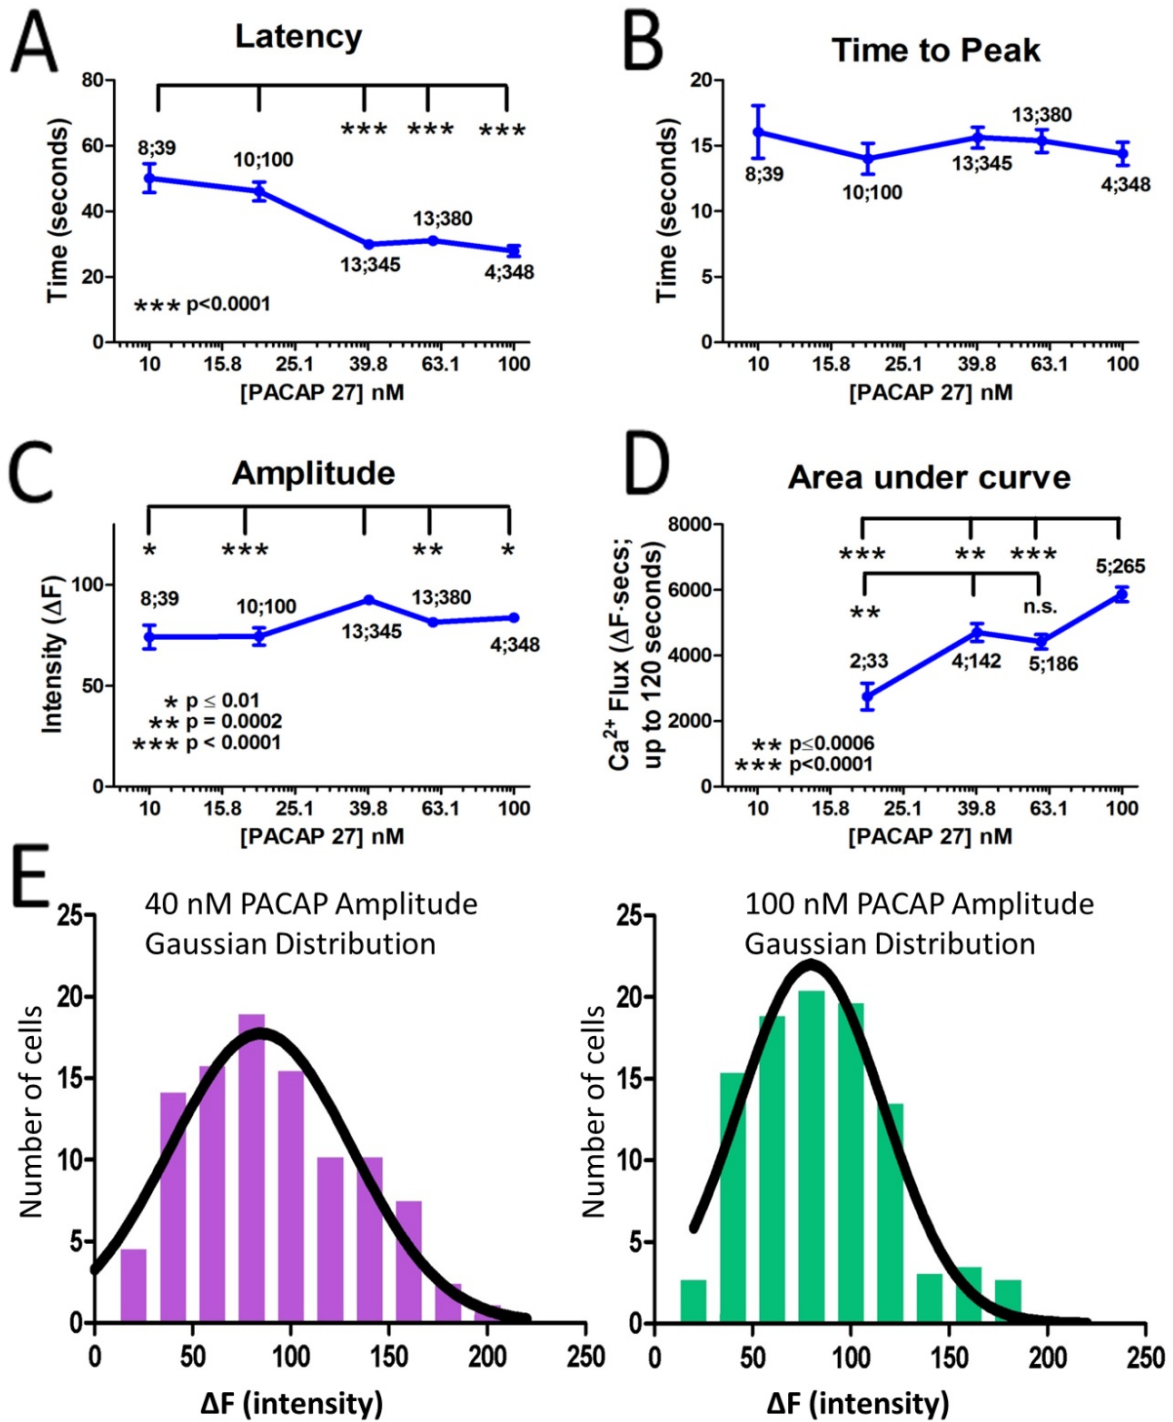 A
Latency
Time (seconds)
80
60
40
20
0
***
***
***
8;39
10;100
13;345
13;380
4;348
*** p<0.0001
10
15.8
25.1
39.8
63.1
100
[PACAP 27] nM
B
Time to Peak
Time (seconds)
20
15
10
5
0
8;39
10;100
13;345
13;380
4;348
10
15.8
25.1
39.8
63.1
100
[PACAP 27] nM
C
Amplitude
Intensity (ΔF)
100
50
0
*
***
**
*
8;39
10;100
13;345
13;380
4;348
* p ≤ 0.01
** p = 0.0002
*** p < 0.0001
10
15.8
25.1
39.8
63.1
100
[PACAP 27] nM
D
Area under curve
Ca2+ Flux (ΔF·secs;
up to 120 seconds)
8000
6000
4000
2000
0
***
**
***
5;265
**
n.s.
2;33
4;142
5;186
** p≤0.0006
*** p<0.0001
10
15.8
25.1
39.8
63.1
100
[PACAP 27] nM
E
40 nM PACAP Amplitude
Gaussian Distribution
Number of cells
25
20
15
10
5
0
0
50
100
150
200
250
ΔF (intensity)
100 nM PACAP Amplitude
Gaussian Distribution
Number of cells
25
20
15
10
5
0
0
50
100
150
200
250
ΔF (intensity)